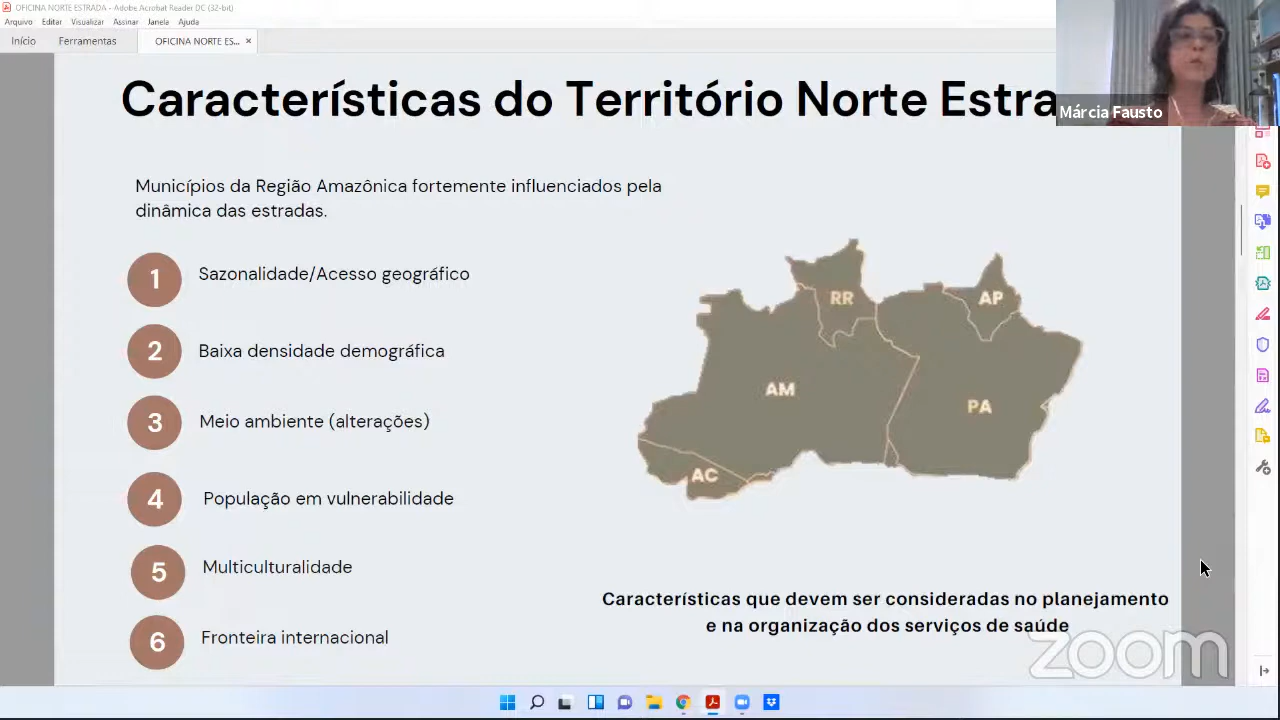 OFICINA NORTE ESTRADA - Adobe Acrobat Reader DC (32-bit)
Arquivo Editar Visualizar Assinar Janela Ajuda
Início Ferramentas OFICINA NORTE ES... ×
Características do Território Norte Estra
Márcia Fausto
Municípios da Região Amazônica fortemente influenciados pela
dinâmica das estradas.
1 Sazonalidade/Acesso geográfico
2 Baixa densidade demográfica
3 Meio ambiente (alterações)
4 População em vulnerabilidade
5 Multiculturalidade
6 Fronteira internacional
RR
AP
AM
PA
AC
Características que devem ser consideradas no planejamento
e na organização dos serviços de saúde
zoom